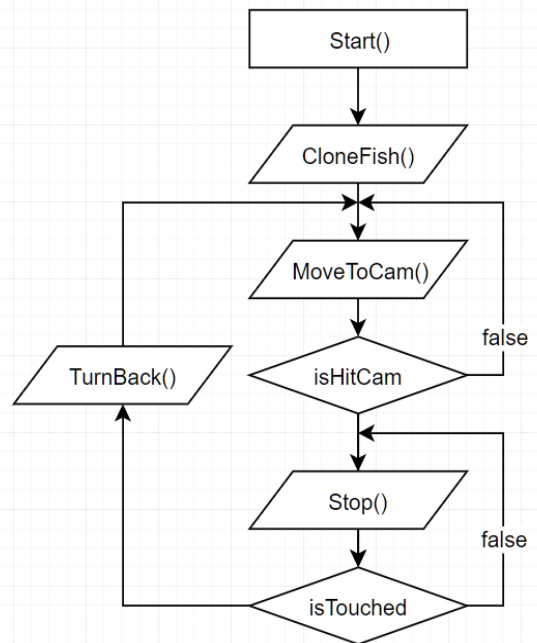 Start()
CloneFish()
MoveToCam()
false
TurnBack()
isHitCam
Stop()
false
isTouched